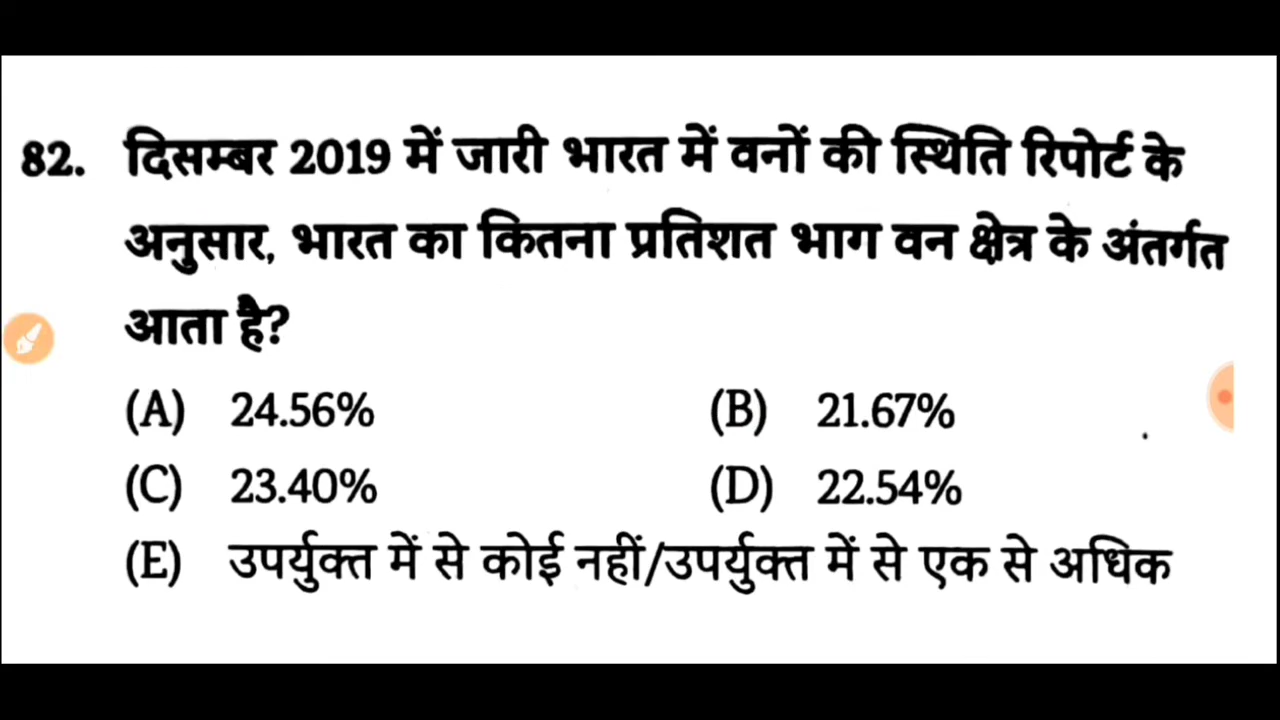 82. दिसम्बर 2019 में जारी भारत में वनों की स्थिति रिपोर्ट के
अनुसार, भारत का कितना प्रतिशत भाग वन क्षेत्र के अंतर्गत
आता है?
(A) 24.56% (B) 21.67%
(C) 23.40% (D) 22.54%
(E) उपर्युक्त में से कोई नहीं/उपर्युक्त में से एक से अधिक